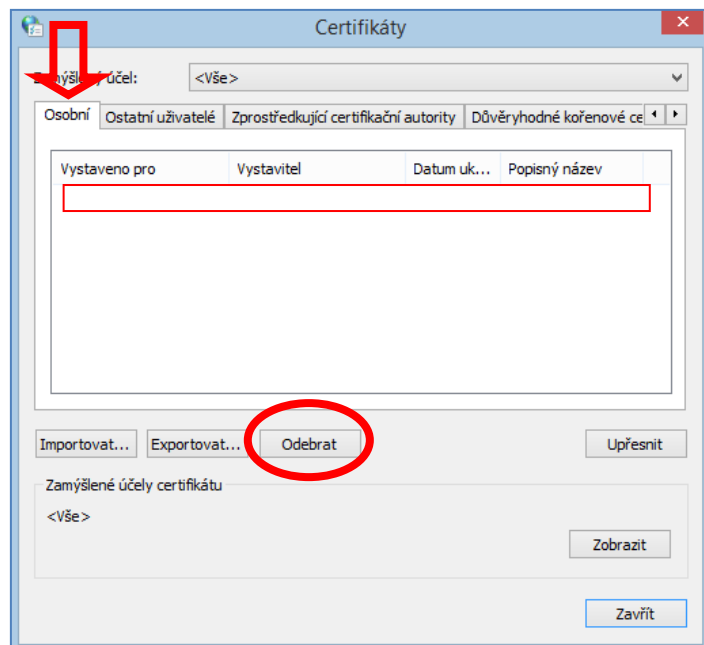 Certifikáty
Zamýšlený účel: <Vše>
Osobní Ostatní uživatelé Zprostředkující certifikační autority Důvěryhodné kořenové ce
Vystaveno pro Vystavitel Datum uk... Popisný název
Importovat... Exportovat... Odebrat Upřesnit
Zamýšlené účely certifikátu
<Vše>
Zobrazit
Zavřít